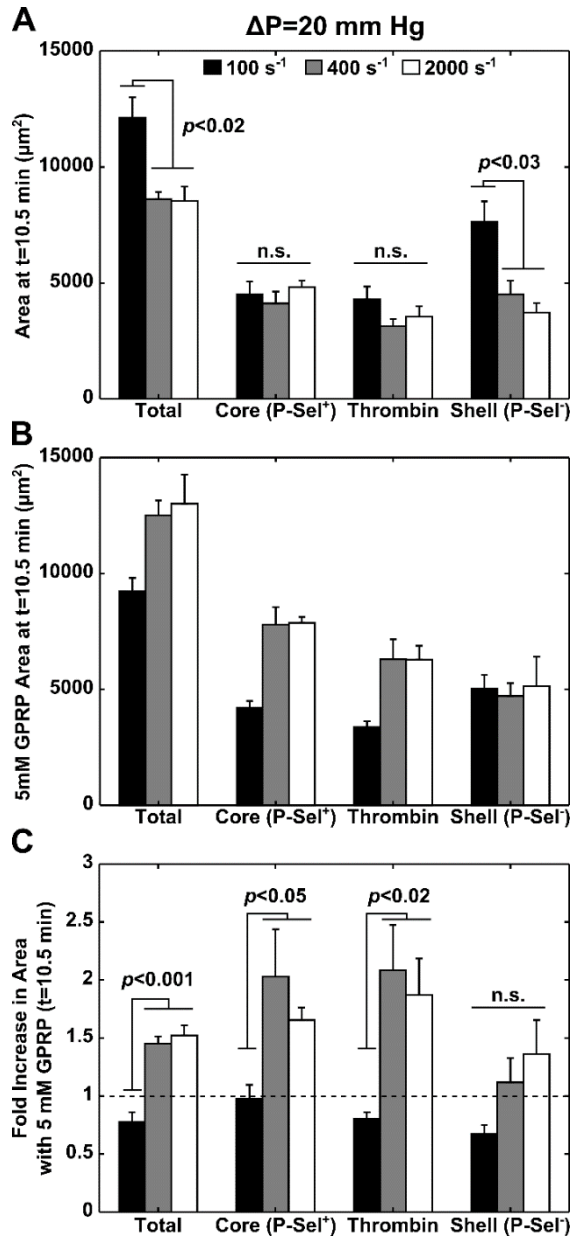 A
ΔP=20 mm Hg
100 s⁻¹ 400 s⁻¹ 2000 s⁻¹
Area at t=10.5 min (μm²)
15000
10000
5000
0
p<0.02
n.s.
n.s.
p<0.03
Total Core (P-Sel⁺) Thrombin Shell (P-Sel⁻)
B
5mM GPRP Area at t=10.5 min (μm²)
15000
10000
5000
0
Total Core (P-Sel⁺) Thrombin Shell (P-Sel⁻)
C
Fold Increase in Area
with 5 mM GPRP (t=10.5 min)
3
2.5
2
1.5
1
0.5
0
p<0.001
p<0.05
p<0.02
n.s.
Total Core (P-Sel⁺) Thrombin Shell (P-Sel⁻)